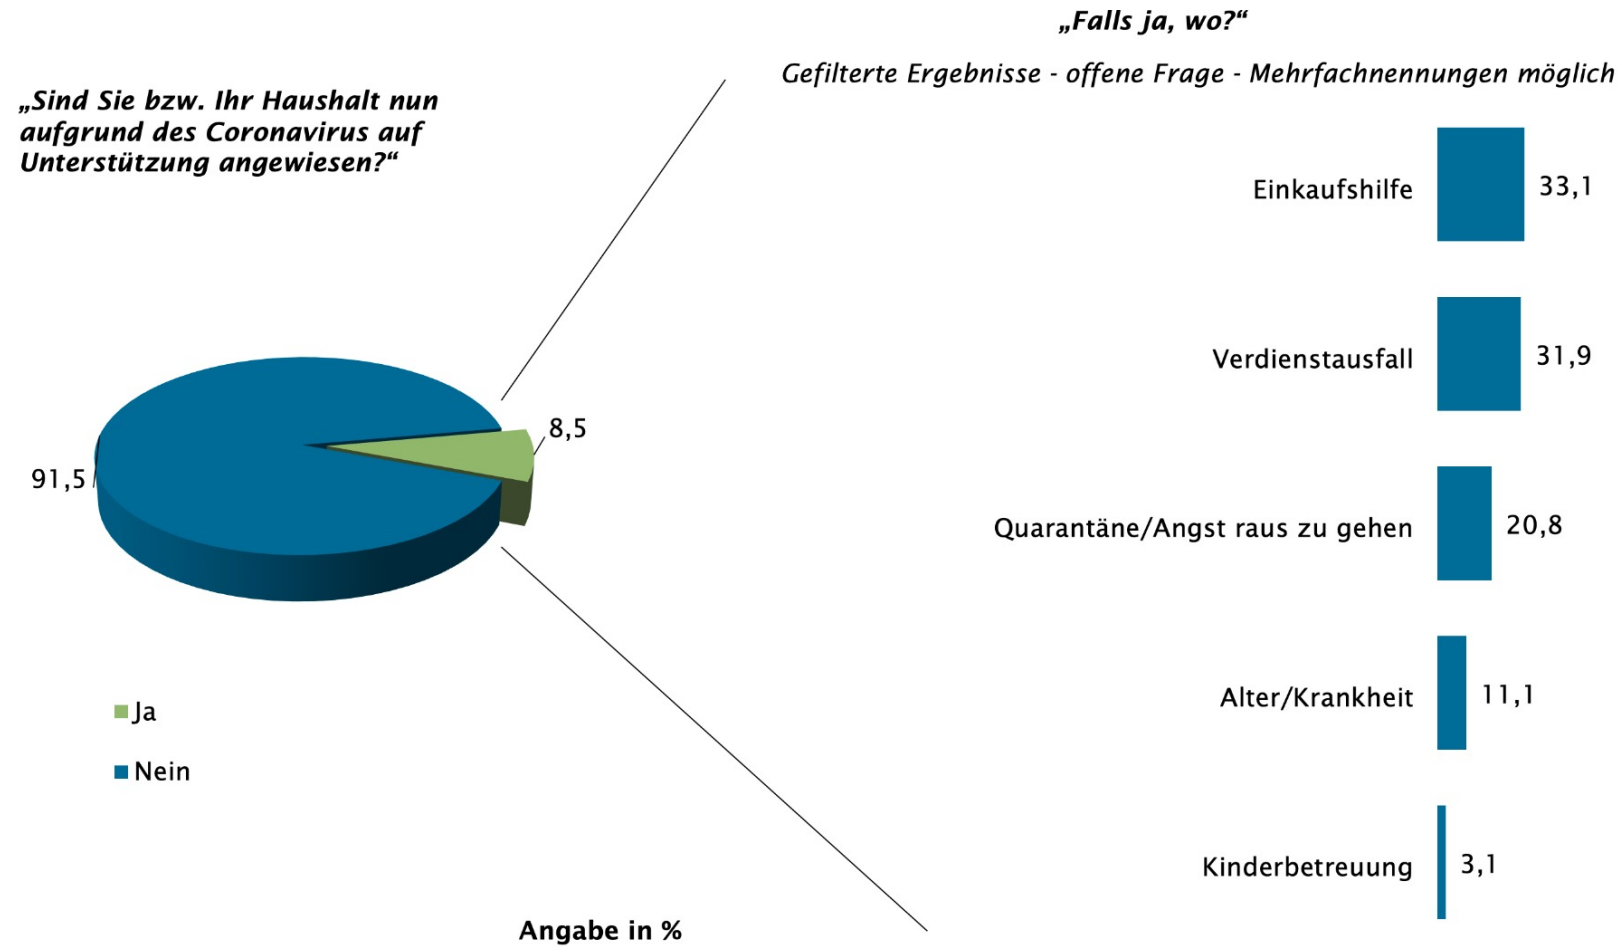 „Sind Sie bzw. Ihr Haushalt nun
aufgrund des Coronavirus auf
Unterstützung angewiesen?“
91,5
8,5
Ja
Nein
Angabe in %
„Falls ja, wo?“
Gefilterte Ergebnisse - offene Frage - Mehrfachnennungen möglich
Einkaufshilfe 33,1
Verdienstausfall 31,9
Quarantäne/Angst raus zu gehen 20,8
Alter/Krankheit 11,1
Kinderbetreuung 3,1